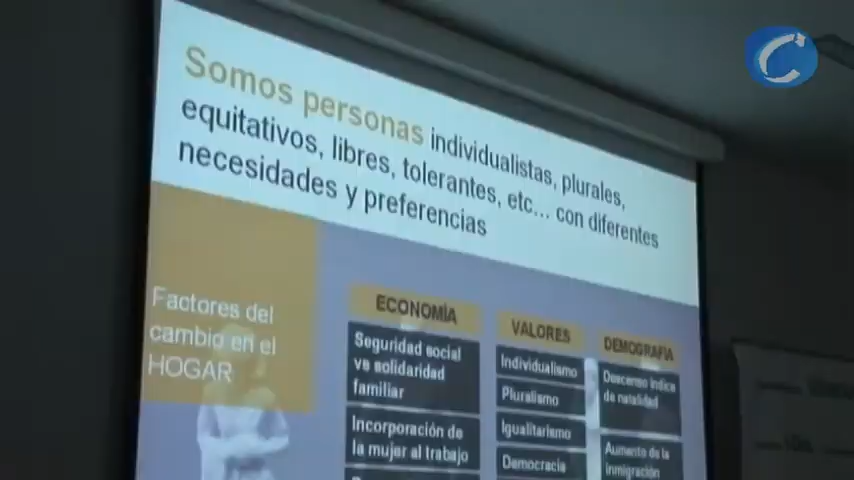 Somos personas individualistas, plurales,
equitativos, libres, tolerantes, etc... con diferentes
necesidades y preferencias
Factores del
cambio en el
HOGAR
ECONOMÍA
Seguridad social
vs solidaridad
familiar
Incorporación de
la mujer al trabajo
VALORES
Individualismo
Pluralismo
Igualitarismo
Democracia
DEMOGRAFIA
Descenso índice
de natalidad
Aumento de la
inmigración